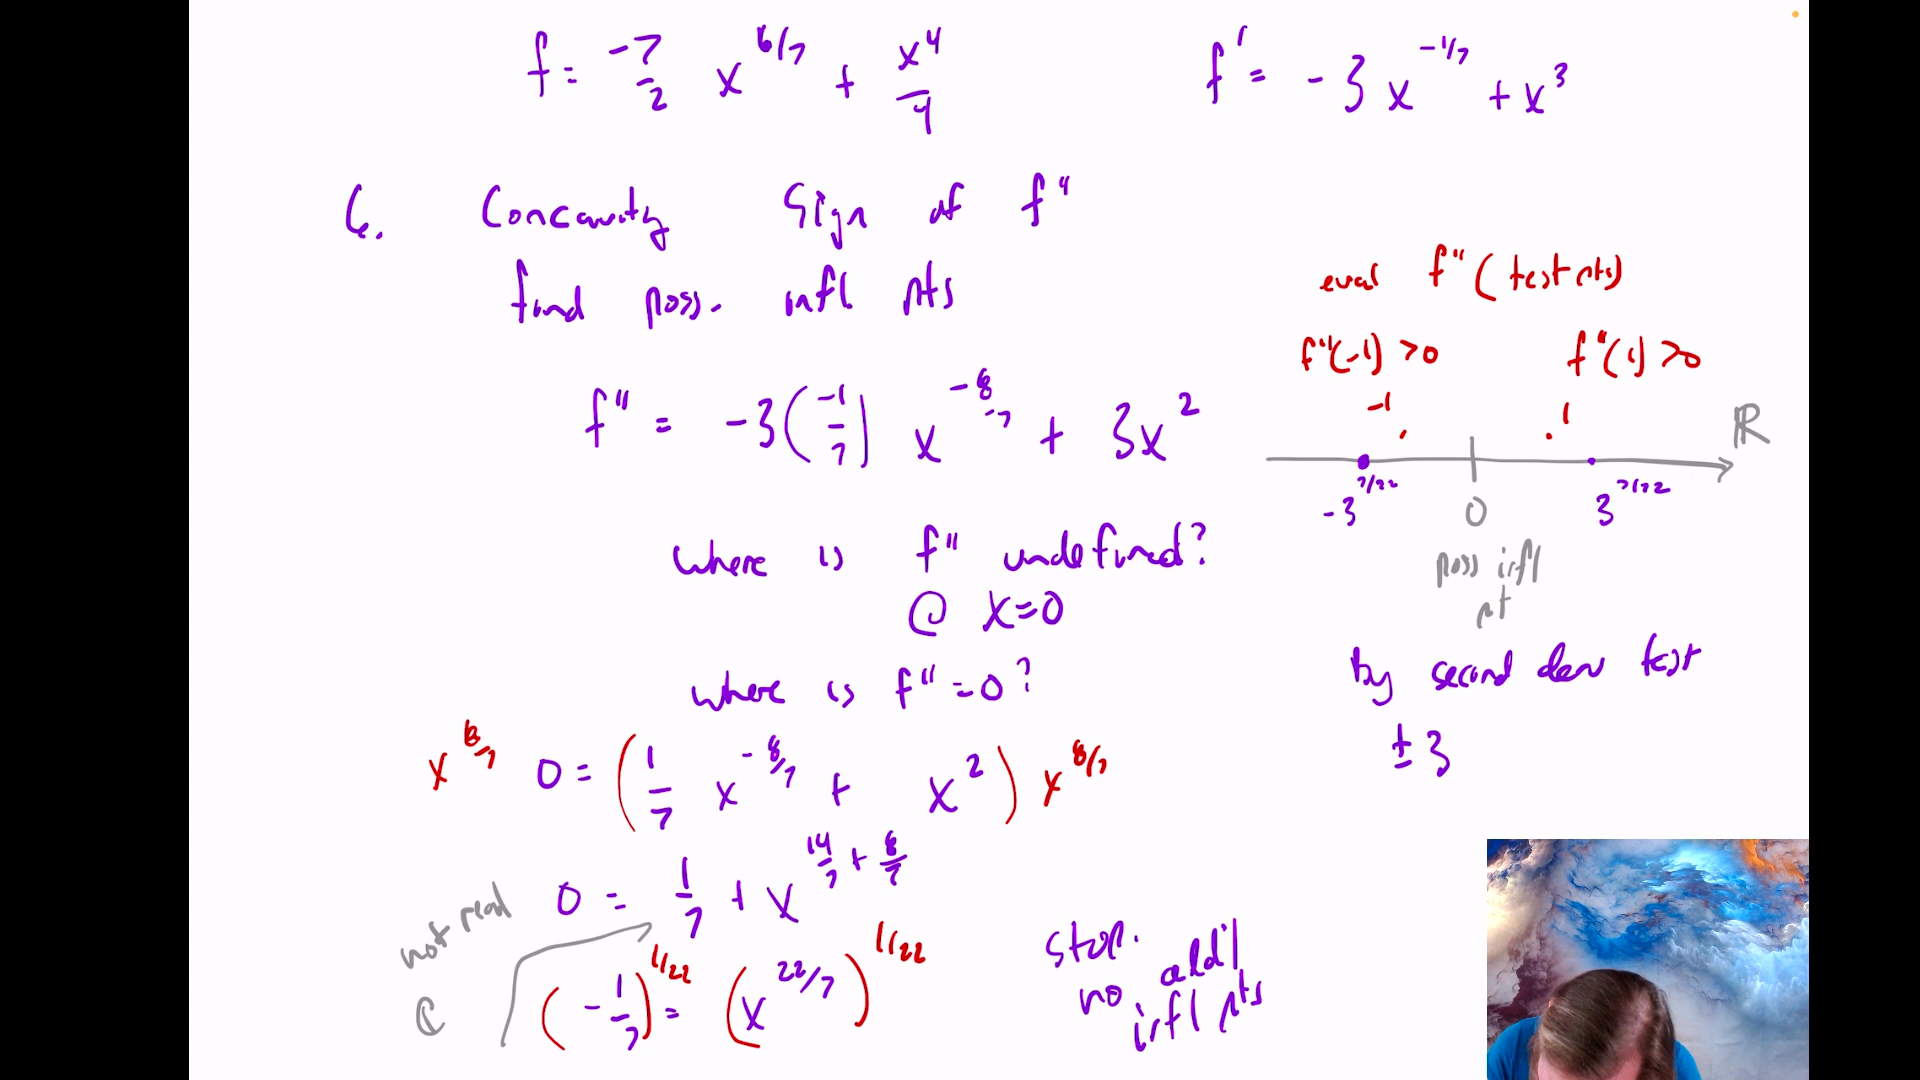 f = -7/2 x^{6/7} + x^4/4
f' = -3 x^{-1/7} + x^3
6. Concavity Sign of f"
find poss. infl pts
eval f" (test pts)
f"(-1) >0 f"(1) >0
f" = -3(-1/7) x^{-8/7} + 3x^2
-1 1
ℝ
-3^{7/22} 0 3^{7/22}
poss infl
pt
where is f" undefined?
@ x=0
where is f" = 0?
by second deriv test
± 3
x^{8/7} 0 = (1/7 x^{-8/7} + x^2) x^{8/7}
0 = 1/7 + x^{14/7 + 8/7}
not real
ℂ
(-1/7)^{1/22} = (x^{22/7})^{1/22}
stop.
no add'l
infl pts